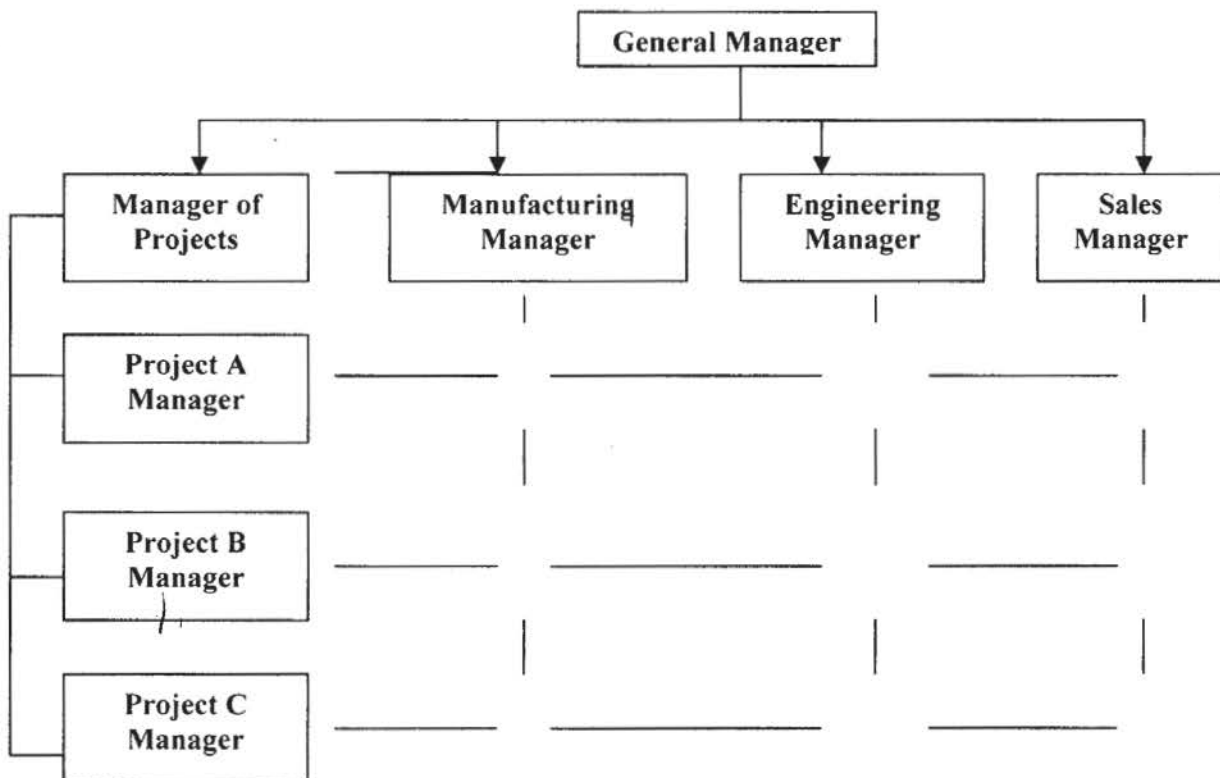 General Manager
Manager of
Projects
Manufacturing
Manager
Engineering
Manager
Sales
Manager
Project A
Manager
Project B
Manager
Project C
Manager